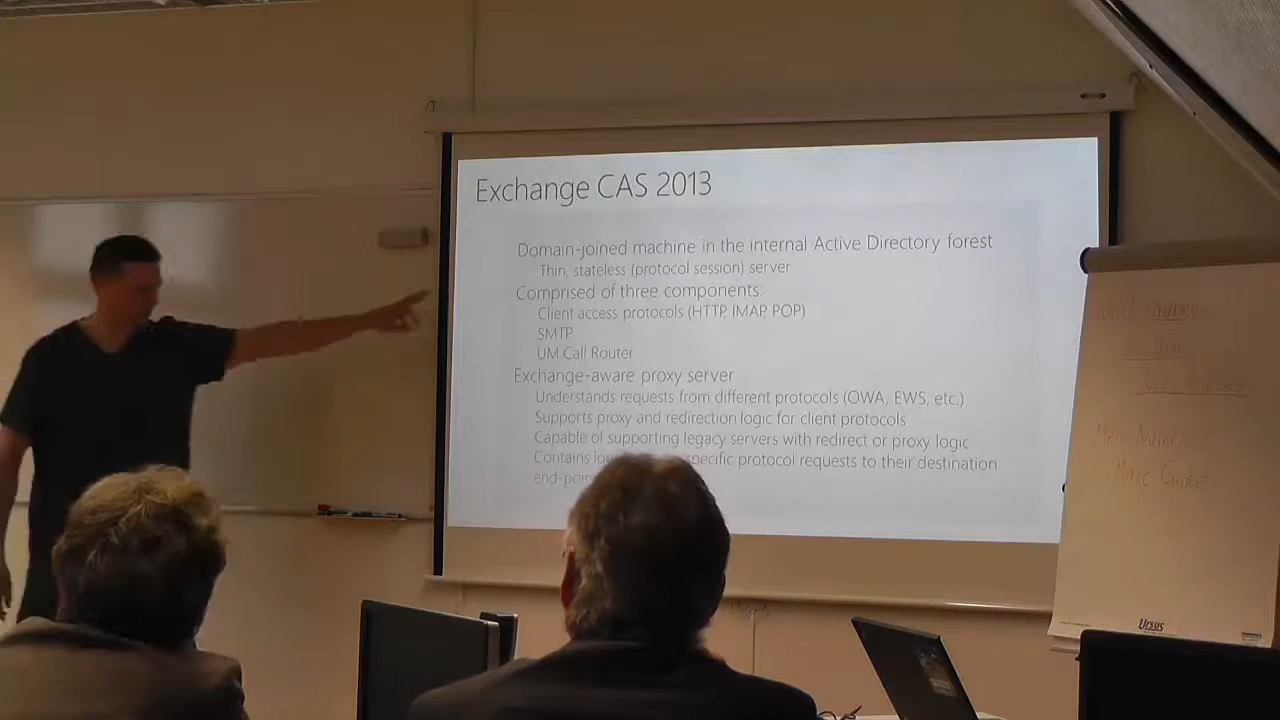 Exchange CAS 2013
Domain-joined machine in the internal Active Directory forest
Thin, stateless (protocol session) server
Comprised of three components:
Client access protocols (HTTP, IMAP, POP)
SMTP
UM Call Router
Exchange-aware proxy server
Understands requests from different protocols (OWA, EWS, etc.)
Supports proxy and redirection logic for client protocols
Capable of supporting legacy servers with redirect or proxy logic
Contains specific protocol requests to their destination
Ursus